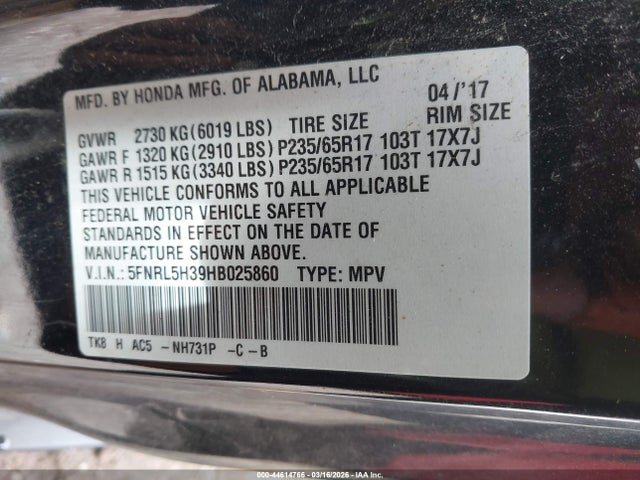 MFD. BY HONDA MFG. OF ALABAMA, LLC 04/'17
GVWR 2730 KG(6019 LBS) TIRE SIZE RIM SIZE
GAWR F 1320 KG(2910 LBS)P235/65R17 103T 17X7J
GAWR R 1515 KG(3340 LBS)P235/65R17 103T 17X7J
THIS VEHICLE CONFORMS TO ALL APPLICABLE
FEDERAL MOTOR VEHICLE SAFETY
STANDARDS IN EFFECT ON THE DATE OF
MANUFACTURE SHOWN ABOVE.
V.I.N.: 5FNRL5H39HB025860 TYPE: MPV
TK8 H AC5 - NH731P -C-B
000-44614766 - 03/16/2026 - IAA Inc.